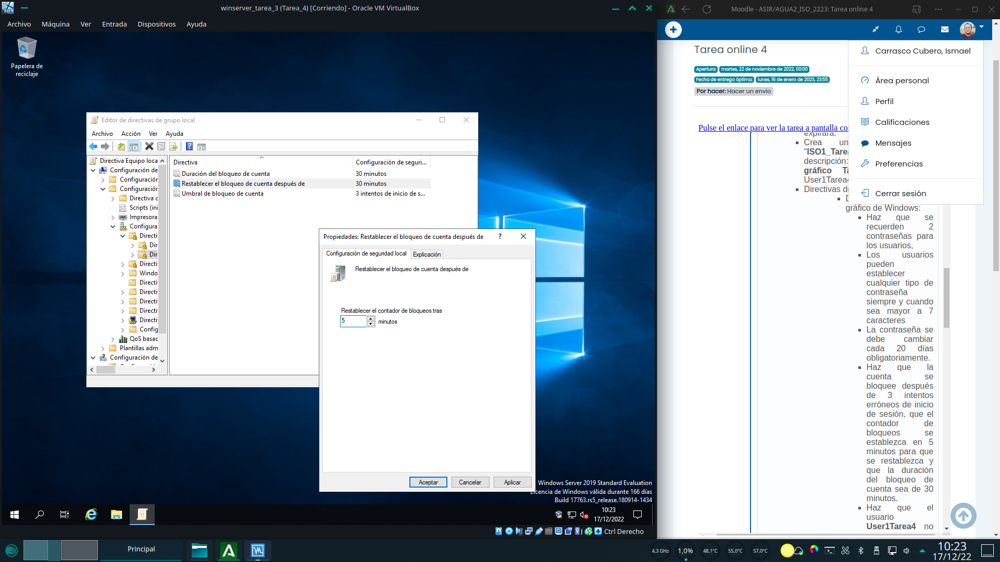 winserver_tarea_3 (Tarea_4) [Corriendo] - Oracle VM VirtualBox
Archivo Máquina Ver Entrada Dispositivos Ayuda
Papelera de
reciclaje
Editor de directivas de grupo local
Archivo Acción Ver Ayuda
Directiva Equipo loca
Configuración de
Configuración
Configuración
Directiva d
Scripts (ini
Impresora
Configura
Directi
Dir
Dir
Directi
Windo
Directi
Directi
Directi
Directi
Directi
Config
QoS basad
Plantillas adm
Configuración de
Directiva Configuración de seguri...
Duración del bloqueo de cuenta 30 minutos
Restablecer el bloqueo de cuenta después de 30 minutos
Umbral de bloqueo de cuenta 3 intentos de inicio de s...
Propiedades: Restablecer el bloqueo de cuenta después de ?
Configuración de seguridad local Explicación
Restablecer el bloqueo de cuenta después de
Restablecer el contador de bloqueos tras
5 minutos
Aceptar Cancelar Aplicar
Windows Server 2019 Standard Evaluation
Licencia de Windows válida durante 166 días
Build 17763.rs5_release.180914-1434
10:23
17/12/2022
Ctrl Derecho
Moodle - ASIR/AGUA2_ISO_2223: Tarea online 4
Tarea online 4
Apertura: martes, 22 de noviembre de 2022, 00:00
Fecha de entrega óptima: lunes, 16 de enero de 2023, 23:55
Por hacer: Hacer un envío
Carrasco Cubero, Ismael
Área personal
Perfil
Calificaciones
Mensajes
Preferencias
Cerrar sesión
Pulse el enlace para ver la tarea a pantalla co
expirará.
Crea un
"ISO1_Tarea
descripción:
gráfico Ta
User1Tarea4
Directivas de
gráfico de Windows:
Haz que se
recuerden 2
contraseñas para
los usuarios,
Los usuarios
pueden
establecer
cualquier tipo de
contraseña
siempre y cuando
sea mayor a 7
caracteres
La contraseña se
debe cambiar
cada 20 días
obligatoriamente.
Haz que la
cuenta se
bloquee después
de 3 intentos
erróneos de inicio
de sesión, que el
contador de
bloqueos se
establezca en 5
minutos para que
se restablezca y
que la duración
del bloqueo de
cuenta sea de 30
minutos.
Haz que el
usuario
User1Tarea4 no
Principal
4,3 GHz 1,0% 48,1°C 55,0°C 57,0°C
10:23
17/12/22